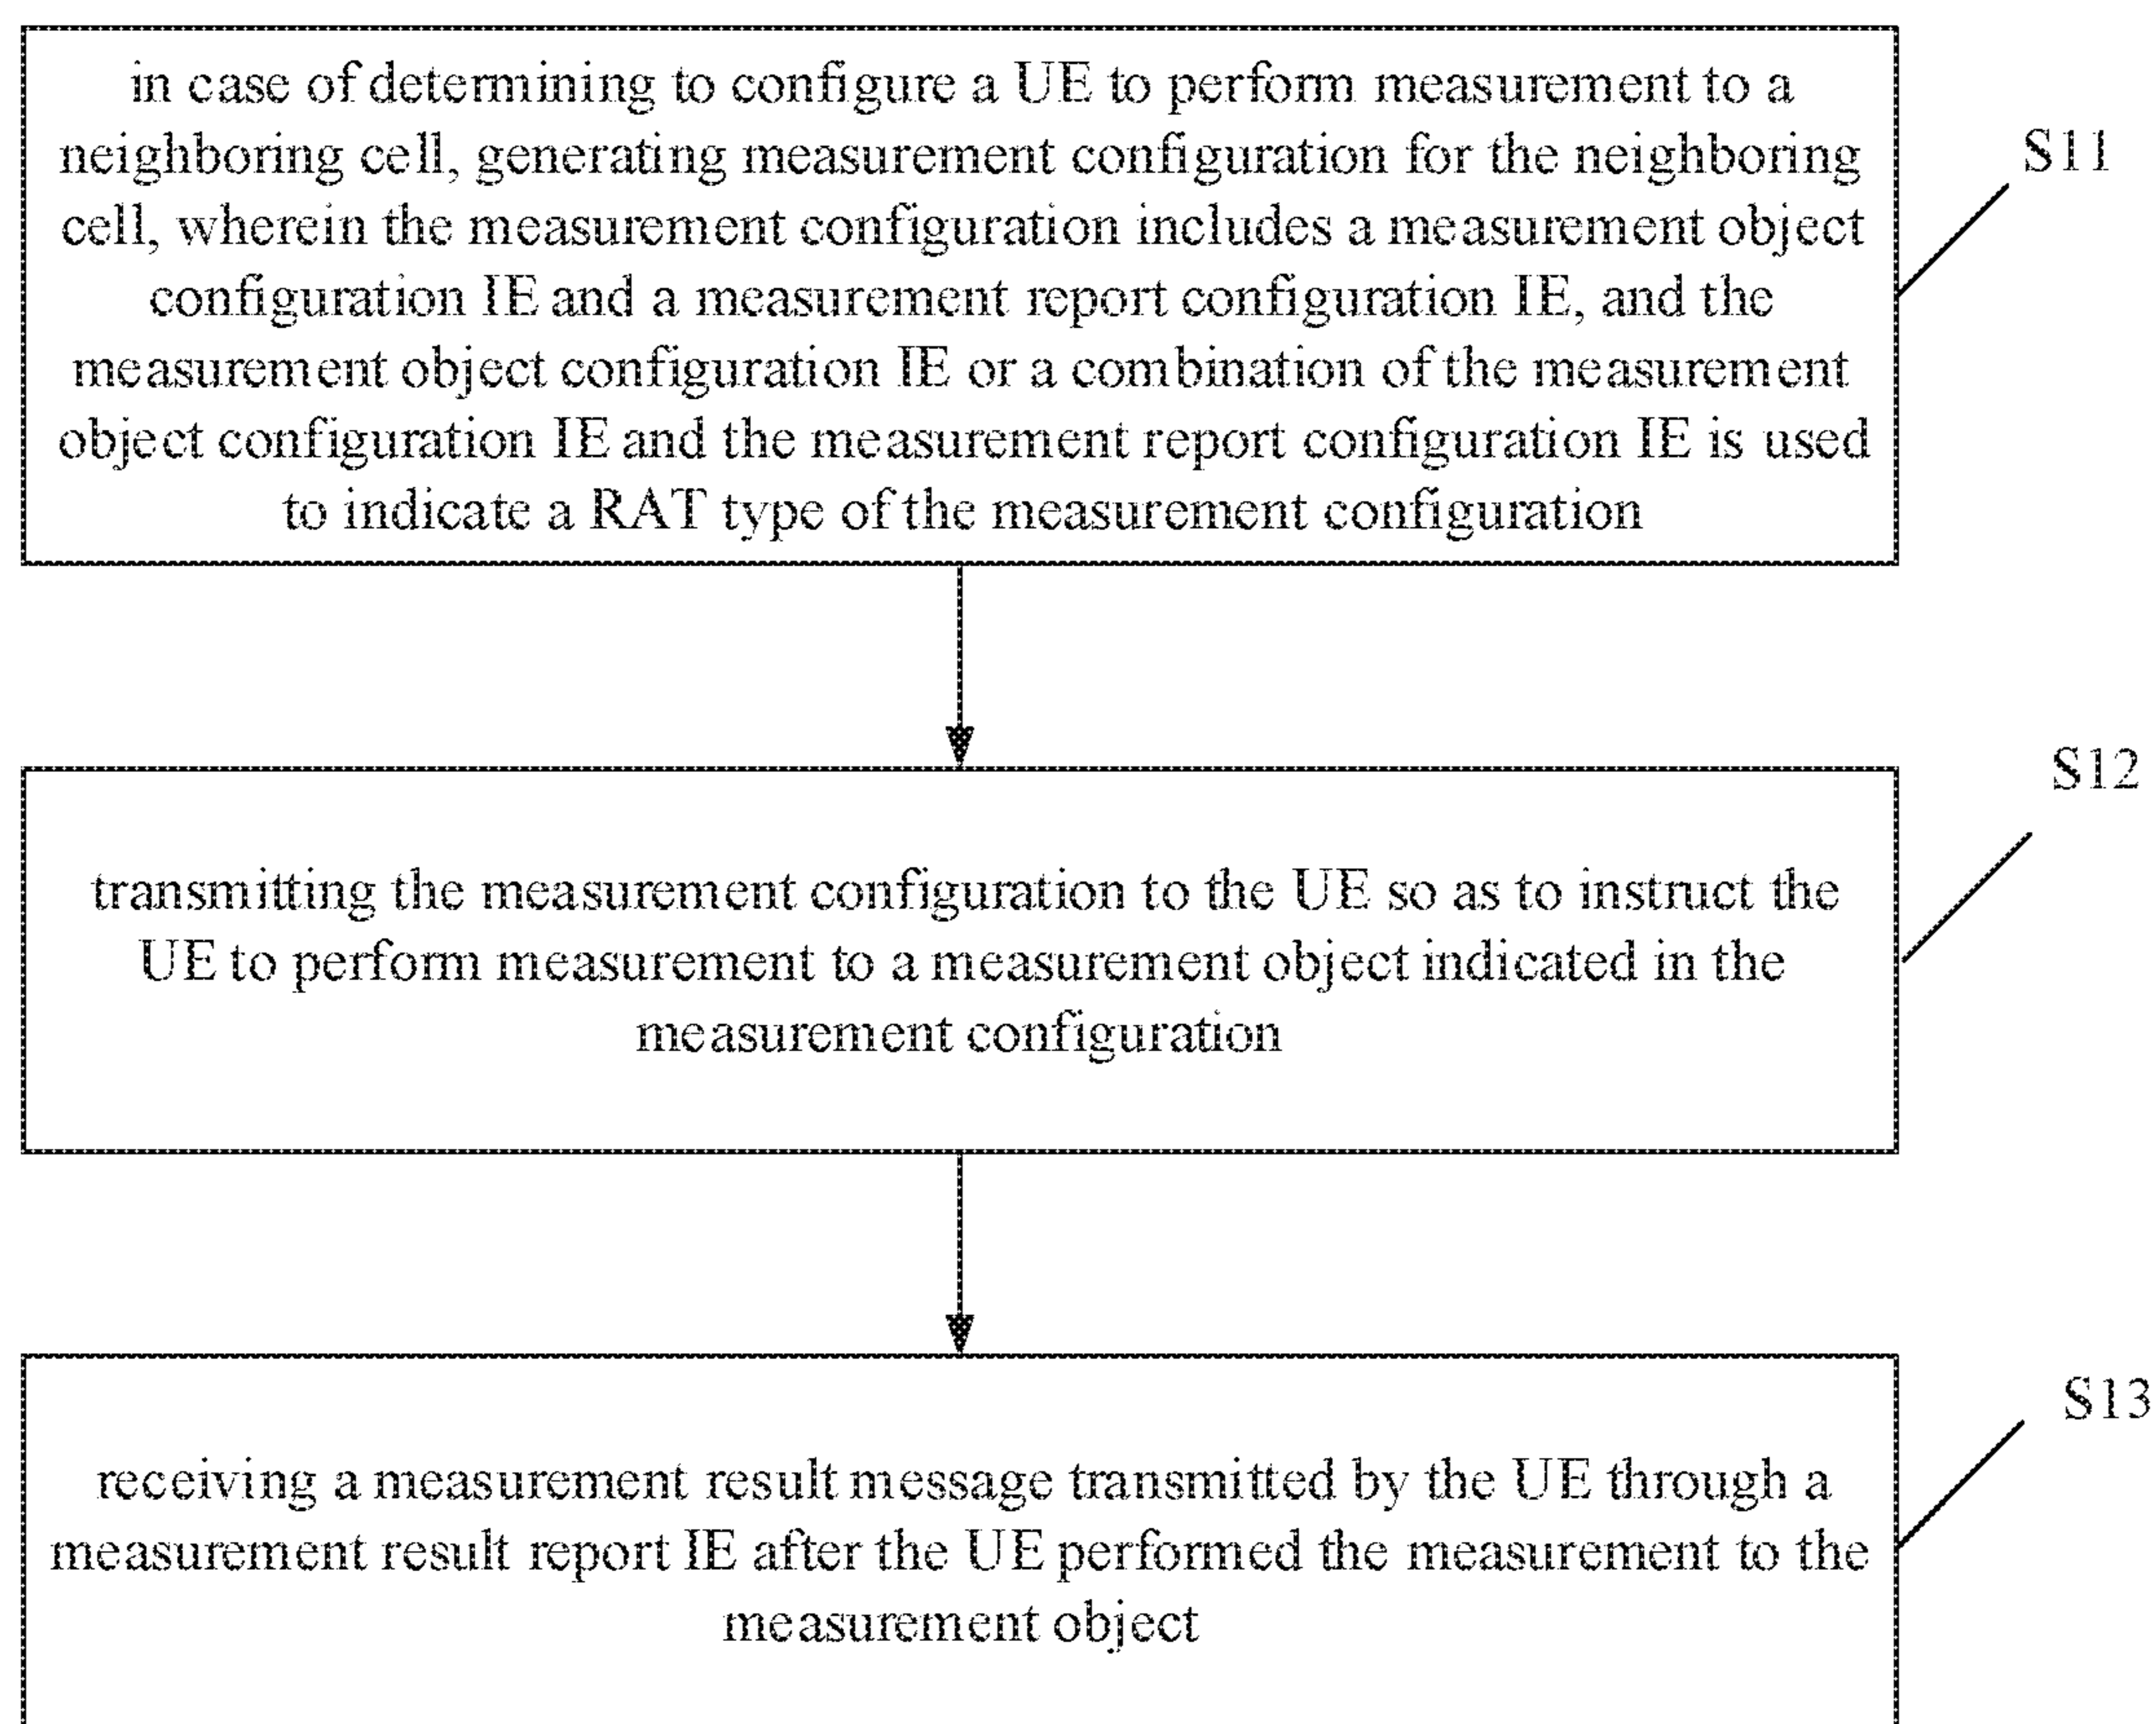 in case of determining to configure a UE to perform measurement to a
neighboring cell, generating measurement configuration for the neighboring
cell, wherein the measurement configuration includes a measurement object
configuration IE and a measurement report configuration IE, and the
measurement object configuration IE or a combination of the measurement
object configuration IE and the measurement report configuration IE is used
to indicate a RAT type of the measurement configuration
S11
transmitting the measurement configuration to the UE so as to instruct the
UE to perform measurement to a measurement object indicated in the
measurement configuration
S12
receiving a measurement result message transmitted by the UE through a
measurement result report IE after the UE performed the measurement to the
measurement object
S13